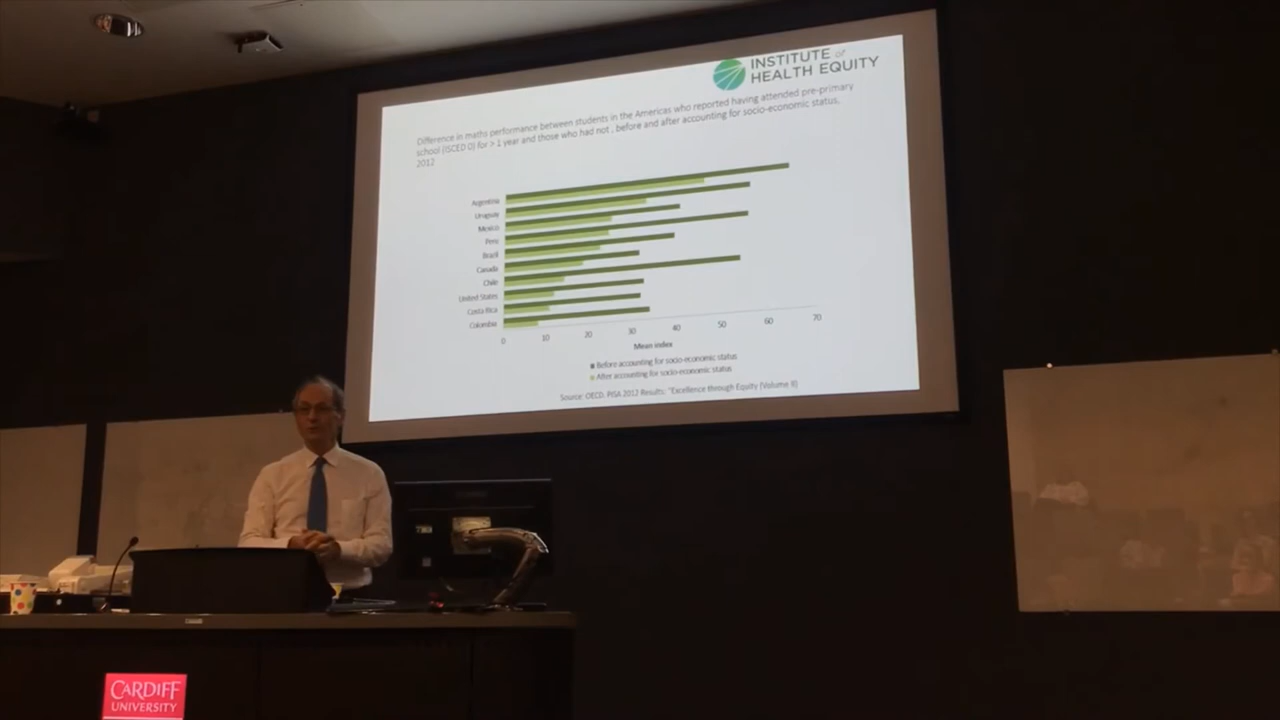 INSTITUTE of
HEALTH EQUITY
Difference in maths performance between students in the Americas who reported having attended pre-primary
school (ISCED 0) for > 1 year and those who had not , before and after accounting for socio-economic status,
2012
Argentina
Uruguay
Mexico
Peru
Brazil
Canada
Chile
United States
Costa Rica
Colombia
0 10 20 30 40 50 60 70
Mean index
Before accounting for socio-economic status
After accounting for socio-economic status
Source: OECD. PISA 2012 Results: "Excellence through Equity (Volume II)
CARDIFF
UNIVERSITY